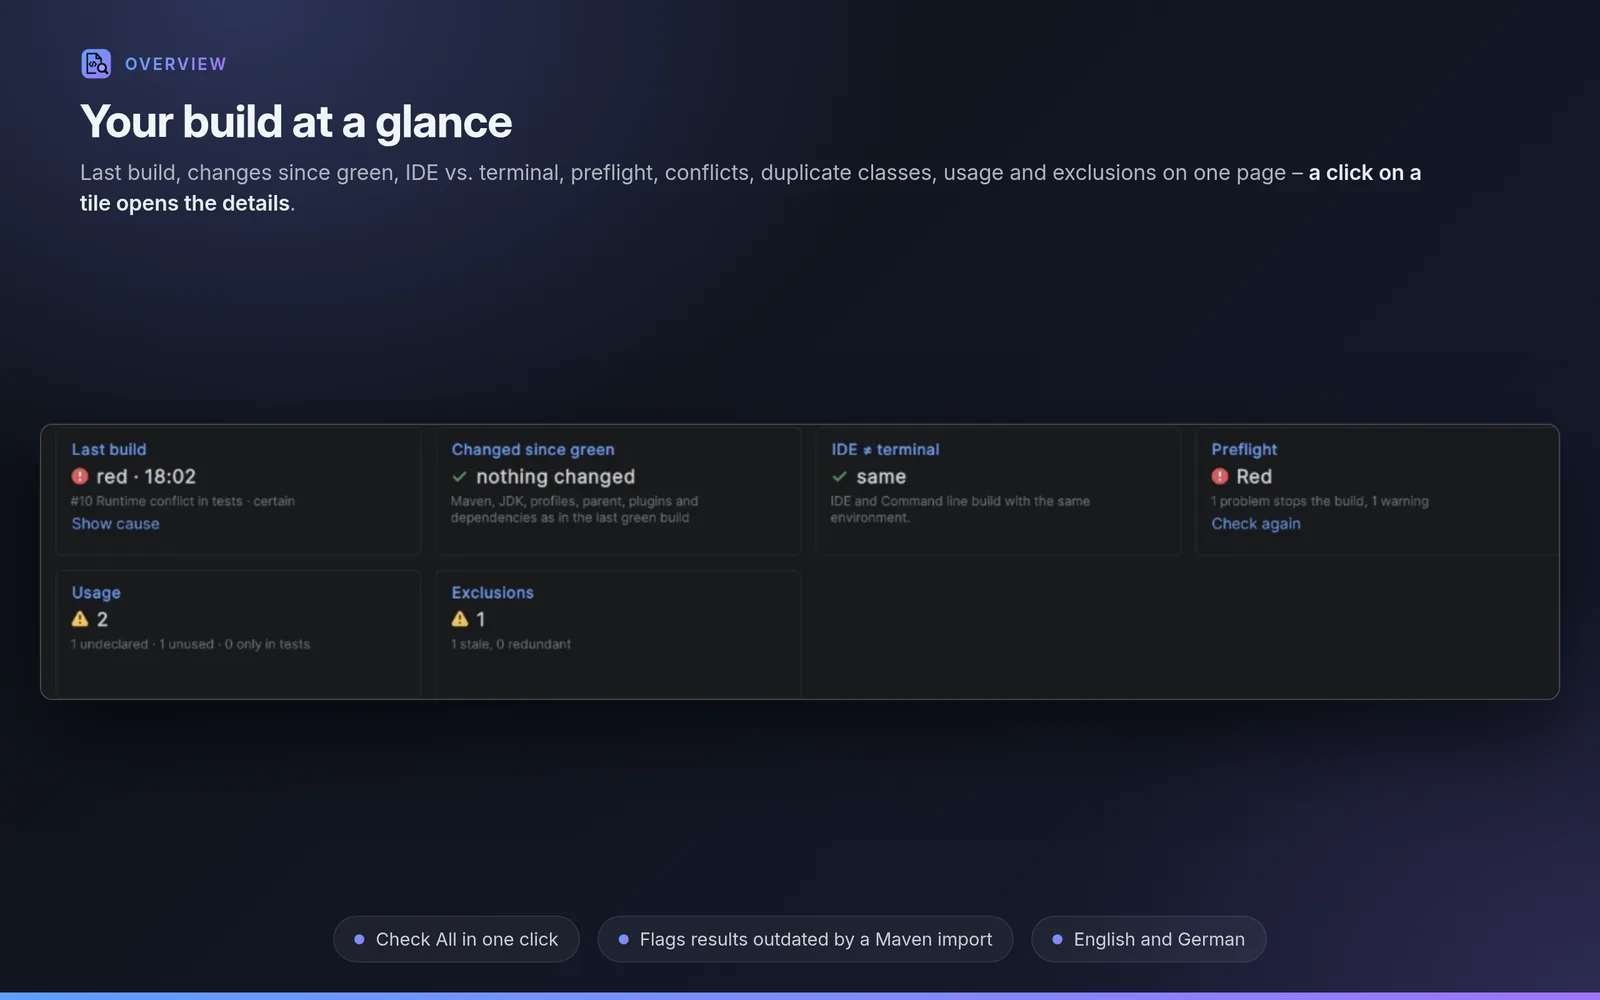 OVERVIEW
Your build at a glance
Last build, changes since green, IDE vs. terminal, preflight, conflicts, duplicate classes, usage and exclusions on one page – a click on a
tile opens the details.
Last build
red · 18:02
#10 Runtime conflict in tests · certain
Show cause
Changed since green
nothing changed
Maven, JDK, profiles, parent, plugins and
dependencies as in the last green build
IDE ≠ terminal
same
IDE and Command line build with the same
environment.
Preflight
Red
1 problem stops the build, 1 warning
Check again
Usage
2
1 undeclared · 1 unused · 0 only in tests
Exclusions
1
1 stale, 0 redundant
Check All in one click
Flags results outdated by a Maven import
English and German